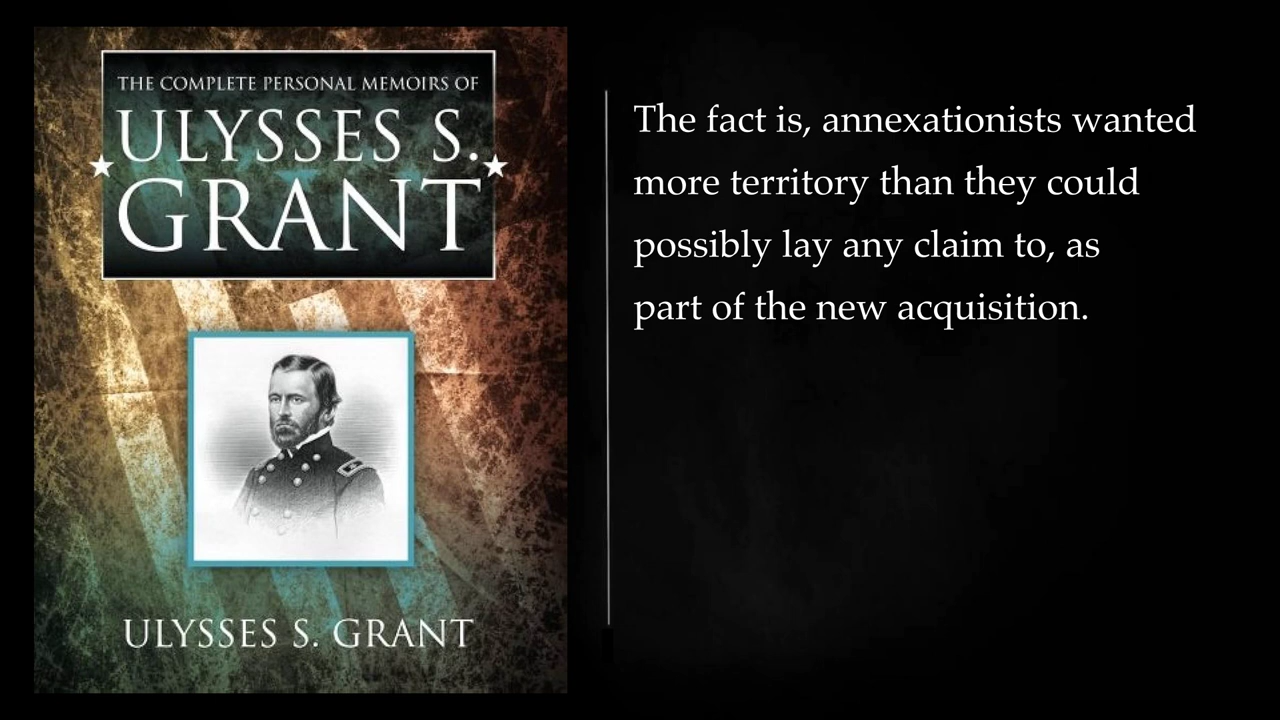 THE COMPLETE PERSONAL MEMOIRS OF
ULYSSES S.
GRANT
ULYSSES S. GRANT
The fact is, annexationists wanted
more territory than they could
possibly lay any claim to, as
part of the new acquisition.